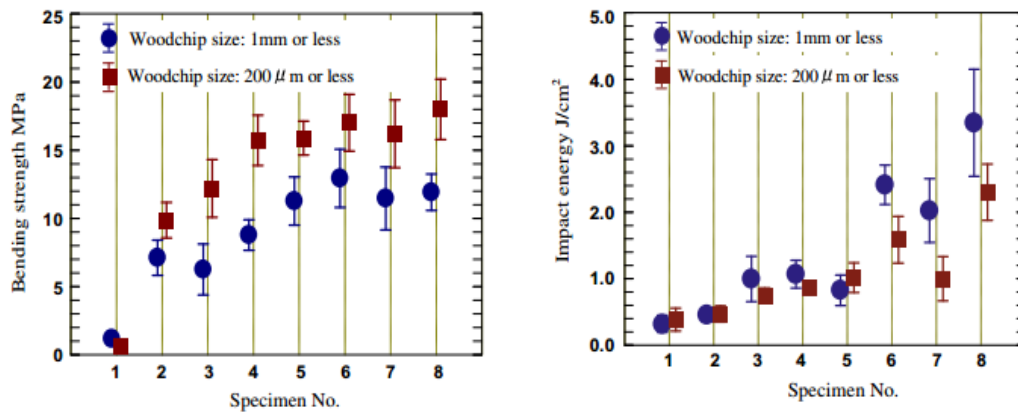 25
20
15
10
5
0
Bending strength MPa
Woodchip size: 1mm or less
Woodchip size: 200μm or less
1 2 3 4 5 6 7 8
Specimen No.
5.0
4.0
3.0
2.0
1.0
0.0
Impact energy J/cm²
Woodchip size: 1mm or less
Woodchip size: 200μm or less
1 2 3 4 5 6 7 8
Specimen No.